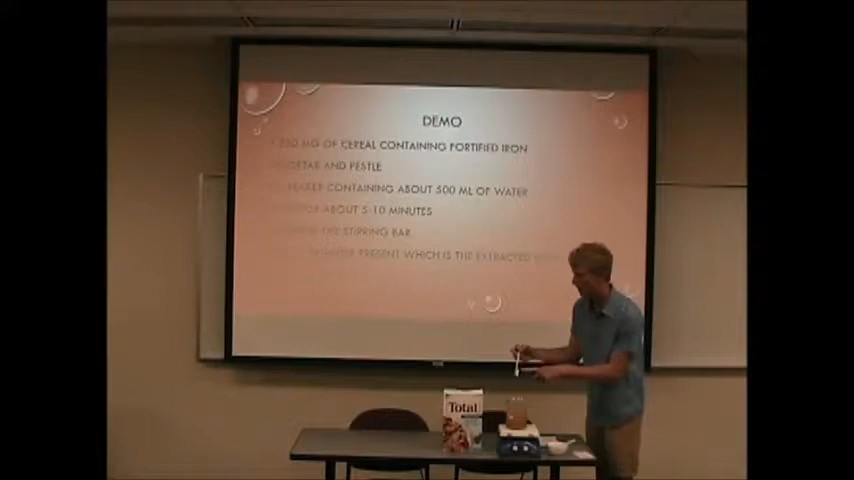 DEMO
OF CEREAL CONTAINING FORTIFIED IRON
AND PESTLE
CONTAINING ABOUT 500 ML OF WATER
ABOUT 5-10 MINUTES
THE STIRRING BAR
PRESENT WHICH IS THE EXTRACTED
Total